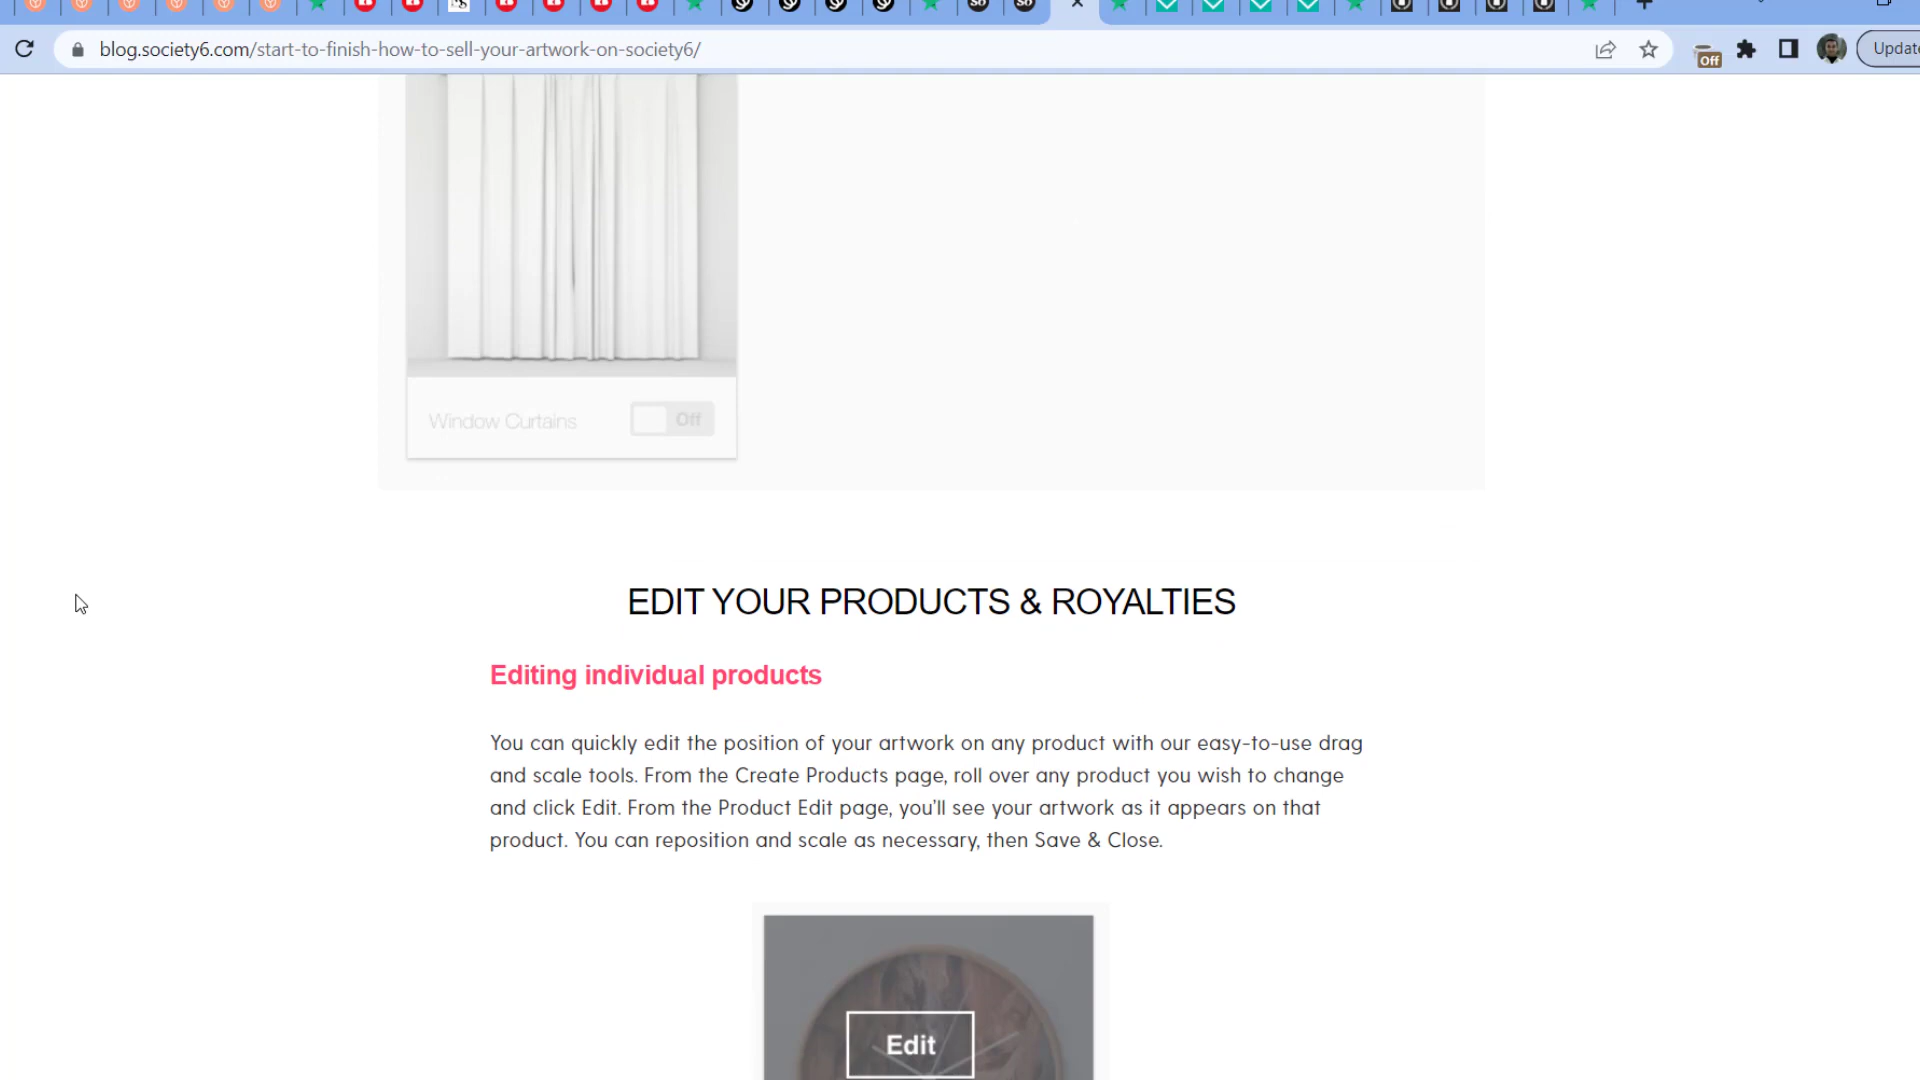 blog.society6.com/start-to-finish-how-to-sell-your-artwork-on-society6/
Off
Window Curtains
Off
EDIT YOUR PRODUCTS & ROYALTIES
Editing individual products
You can quickly edit the position of your artwork on any product with our easy-to-use drag
and scale tools. From the Create Products page, roll over any product you wish to change
and click Edit. From the Product Edit page, you'll see your artwork as it appears on that
product. You can reposition and scale as necessary, then Save & Close.
Edit